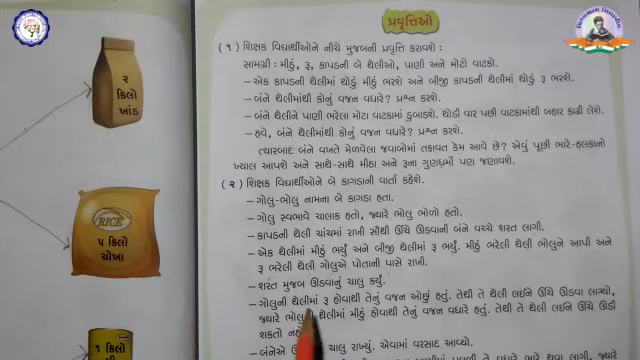 પ્રવૃત્તિઓ
(૧) શિક્ષક વિદ્યાર્થીઓને નીચે મુજબની પ્રવૃત્તિ કરાવશે :
સામગ્રી : મીઠું, રૂ, કાપડની બે થેલીઓ, પાણી અને મોટો વાટકો.
– એક કાપડની થેલીમાં થોડું મીઠું ભરશે અને બીજી કાપડની થેલીમાં થોડું રૂ ભરશે.
– બંને થેલીમાંથી કોનું વજન વધારે? પ્રશ્ન કરશે.
– બંને થેલીને પાણી ભરેલા મોટા વાટકામાં ડુબાડશે. થોડી વાર પછી વાટકામાંથી બહાર કાઢી લેશે.
– હવે, બંને થેલીમાંથી કોનું વજન વધારે? પ્રશ્ન કરશે.
ત્યારબાદ બંને વખતે મેળવેલા જવાબોમાં તફાવત કેમ આવે છે? એવું પૂછી ભારે-હલકાનો
ખ્યાલ આપશે અને સાથે-સાથે મીઠા અને રૂના ગુણધર્મો પણ જણાવશે.
(૨) શિક્ષક વિદ્યાર્થીઓને બે કાગડાની વાર્તા કહેશે.
– ગોલુ-ભોલુ નામના બે કાગડા હતા.
– ગોલુ સ્વભાવે ચાલાક હતો, જ્યારે ભોલુ ભોળો હતો.
– કાપડની થેલી ચાંચમાં રાખી સૌથી ઊંચે ઊડવાની બંને વચ્ચે શરત લાગી.
– એક થેલીમાં મીઠું ભર્યું અને બીજી થેલીમાં રૂ ભર્યું. મીઠું ભરેલી થેલી ભોલુને આપી અને
રૂ ભરેલી થેલી ગોલુએ પોતાની પાસે રાખી.
– શરત મુજબ ઊડવાનું ચાલુ કર્યું.
– ગોલુની થેલીમાં રૂ હોવાથી તેનું વજન ઓછું હતું. તેથી તે થેલી લઈને ઊંચે ઊડવા લાગ્યો,
જ્યારે ભોલુ થેલીમાં મીઠું હોવાથી તેનું વજન વધારે હતું. તેથી તે થેલી લઈને ઊંચે ઊડી
શકતો
– બંનેએ ચાલુ રાખ્યું. એવામાં વરસાદ આવ્યો.
૨
કિલો
ખાંડ
RICE
૫ કિલો
ચોખા
૧ કિલો